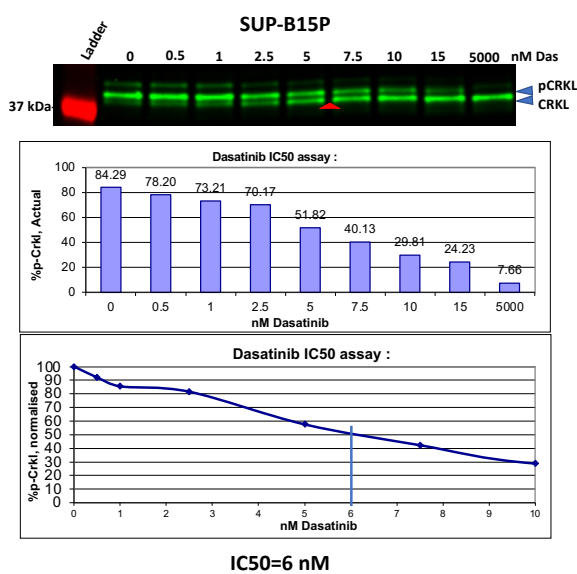 SUP-B15P
Ladder 0 0.5 1 2.5 5 7.5 10 15 5000 nM Das
pCRKL
CRKL
37 kDa-
Dasatinib IC50 assay :
%p-Crkl, Actual
100
80
60
40
20
0
84.29 78.20 73.21 70.17 51.82 40.13 29.81 24.23 7.66
0 0.5 1 2.5 5 7.5 10 15 5000
nM Dasatinib
Dasatinib IC50 assay :
%p-Crkl, normalised
100
90
80
70
60
50
40
30
20
10
0
0 1 2 3 4 5 6 7 8 9 10
nM Dasatinib
IC50=6 nM